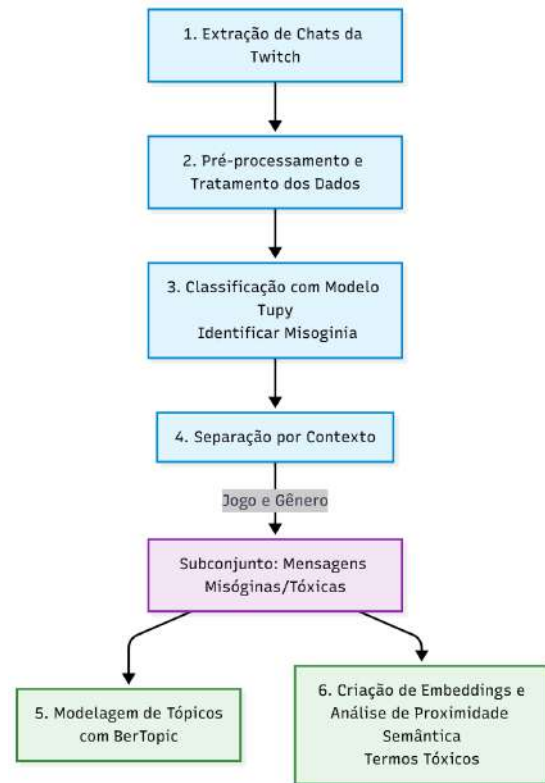 1. Extração de Chats da
Twitch
2. Pré-processamento e
Tratamento dos Dados
3. Classificação com Modelo
Tupy
Identificar Misoginia
4. Separação por Contexto
Jogo e Gênero
Subconjunto: Mensagens
Misóginas/Tóxicas
5. Modelagem de Tópicos
com BerTopic
6. Criação de Embeddings e
Análise de Proximidade
Semântica
Termos Tóxicos